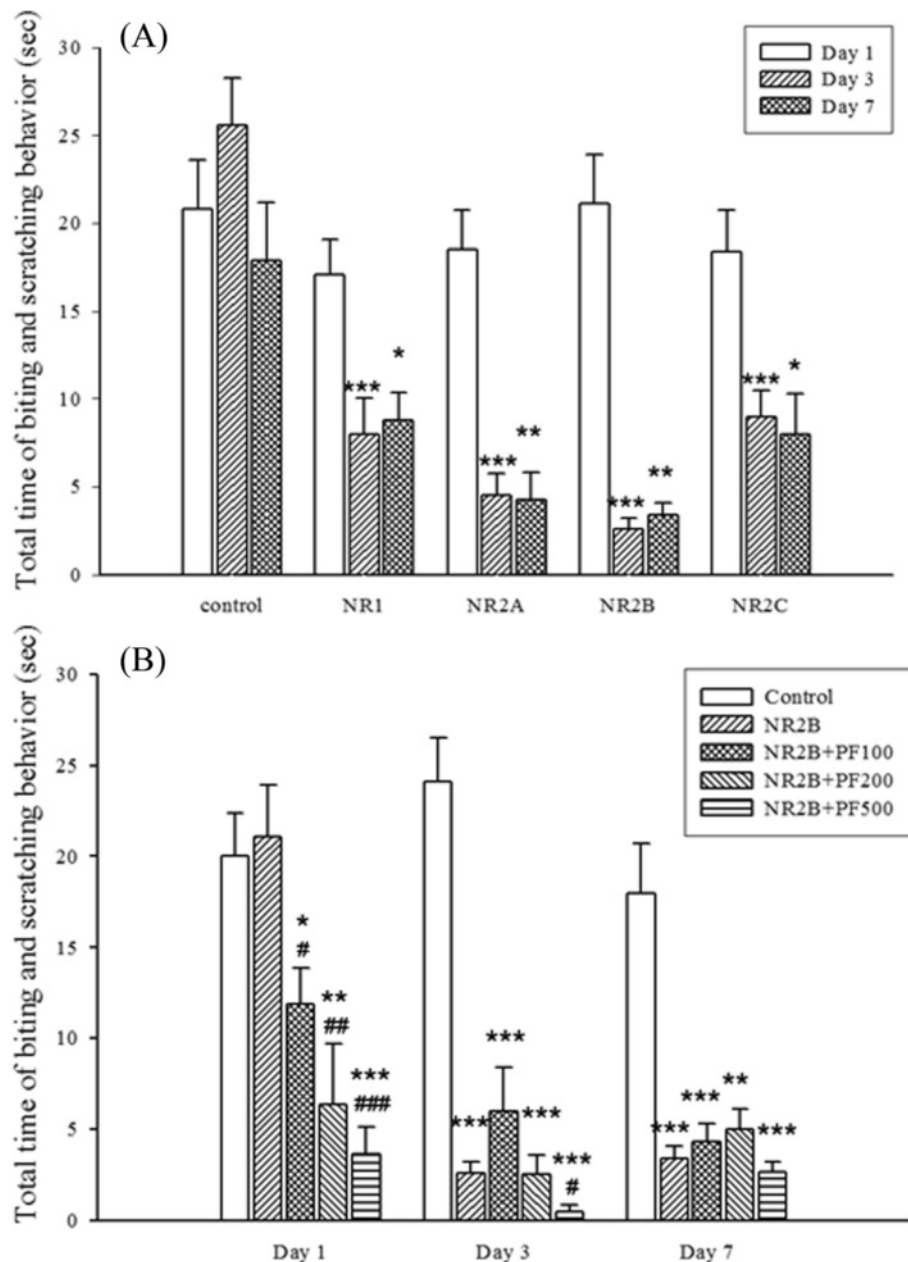 (A)
Total time of biting and scratching behavior (sec)
30
25
20
15
10
5
0
Day 1
Day 3
Day 7
***
*
***
**
***
**
***
*
control
NR1
NR2A
NR2B
NR2C
(B)
Total time of biting and scratching behavior (sec)
30
25
20
15
10
5
0
Control
NR2B
NR2B+PF100
NR2B+PF200
NR2B+PF500
*
#
**
##
***
###
***
***
***
***
#
***
***
**
***
Day 1
Day 3
Day 7